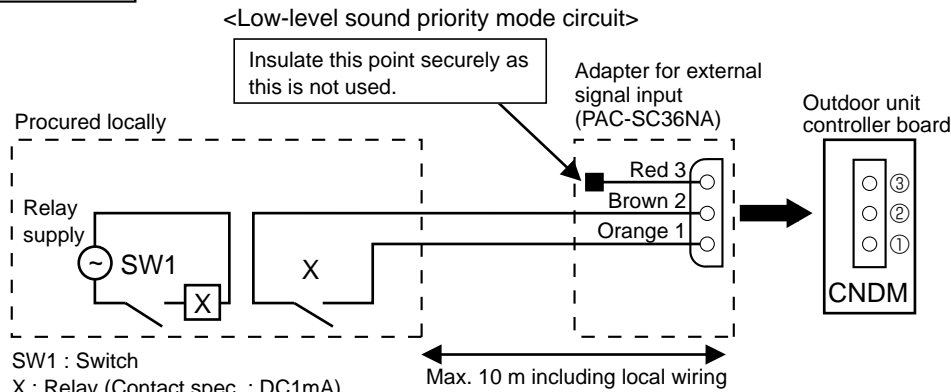 <Low-level sound priority mode circuit>
Insulate this point securely as
this is not used.
Adapter for external
signal input
(PAC-SC36NA)
Outdoor unit
controller board
Procured locally
Red 3
Brown 2
Orange 1
③
②
①
Relay
supply
~
SW1
X
X
CNDM
SW1 : Switch
X : Relay (Contact spec. : DC1mA)
Max. 10 m including local wiring